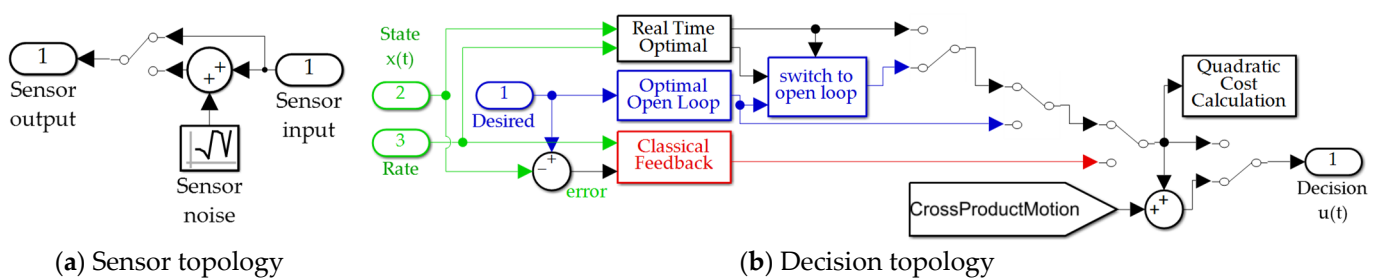 1
Sensor
output
+
+
Sensor
noise
1
Sensor
input
(a) Sensor topology
State
x(t)
2
3
Rate
1
Desired
+
−
error
Real Time
Optimal
Optimal
Open Loop
Classical
Feedback
switch to
open loop
Quadratic
Cost
Calculation
CrossProductMotion
+
+
1
Decision
u(t)
(b) Decision topology